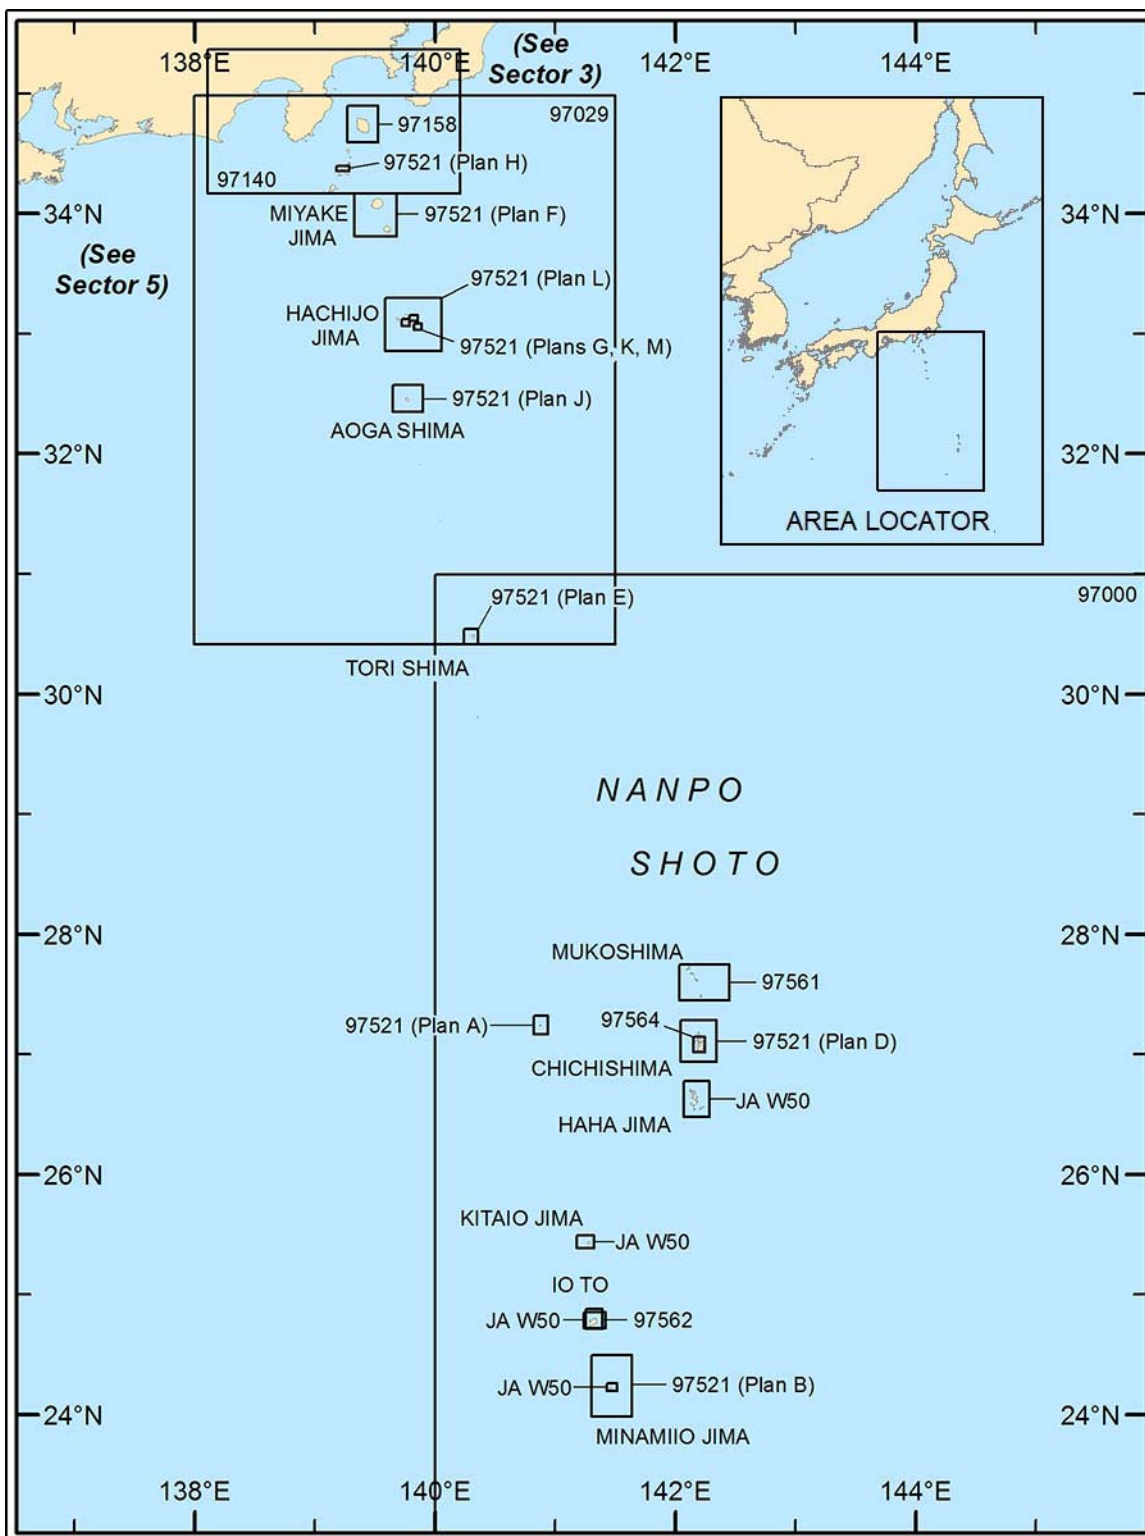 138°E
140°E
(See
Sector 3)
142°E
144°E
97158
97029
97521 (Plan H)
97140
34°N
MIYAKE
JIMA
97521 (Plan F)
34°N
(See
Sector 5)
97521 (Plan L)
HACHIJO
JIMA
97521 (Plans G, K, M)
97521 (Plan J)
AOGA SHIMA
32°N
32°N
AREA LOCATOR
97521 (Plan E)
97000
TORI SHIMA
30°N
30°N
NANPO
SHOTO
28°N
28°N
MUKOSHIMA
97561
97521 (Plan A)
97564
97521 (Plan D)
CHICHISHIMA
JA W50
HAHA JIMA
26°N
26°N
KITAIO JIMA
JA W50
IO TO
JA W50
97562
JA W50
97521 (Plan B)
24°N
24°N
MINAMIIO JIMA
138°E
140°E
142°E
144°E